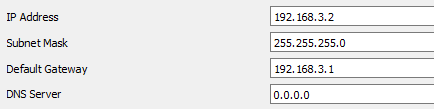 IP Address 192.168.3.2
Subnet Mask 255.255.255.0
Default Gateway 192.168.3.1
DNS Server 0.0.0.0